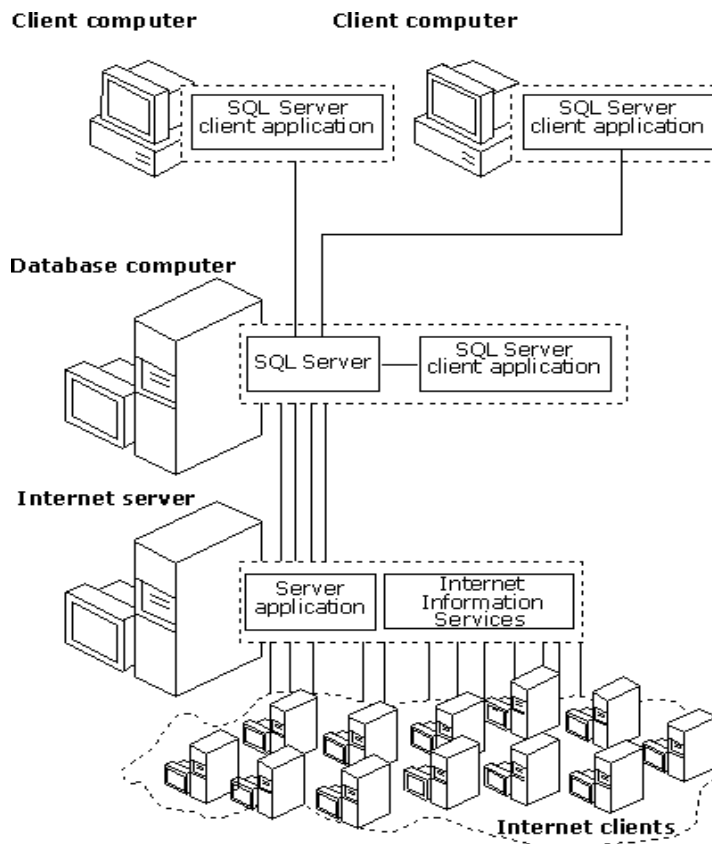 Client computer
Client computer
SQL Server
client application
SQL Server
client application
Database computer
SQL Server
SQL Server
client application
Internet server
Server
application
Internet
Information
Services
Internet clients